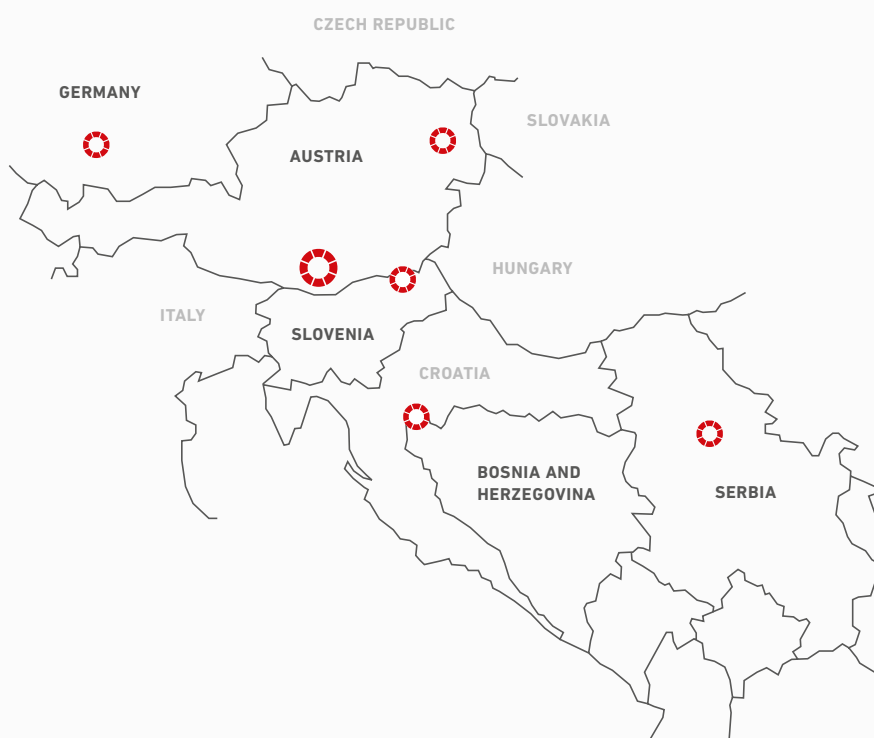 CZECH REPUBLIC
GERMANY
SLOVAKIA
AUSTRIA
HUNGARY
ITALY
SLOVENIA
CROATIA
BOSNIA AND
HERZEGOVINA
SERBIA